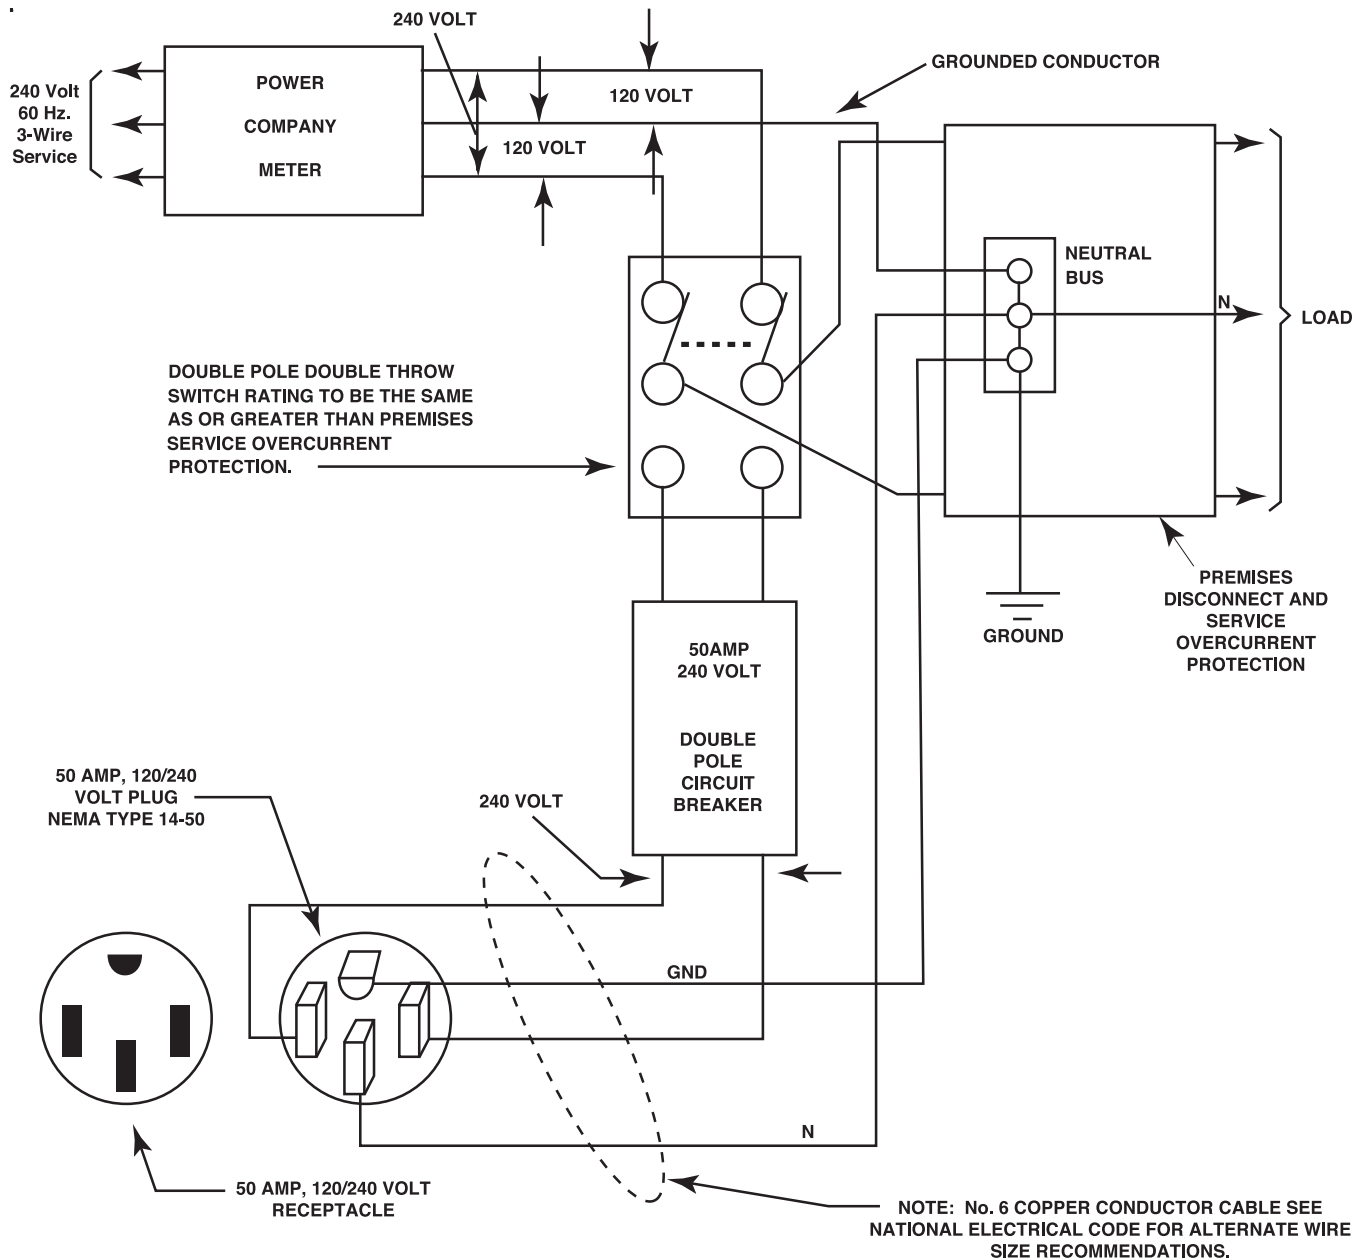 240 VOLT
GROUNDED CONDUCTOR
POWER
COMPANY
METER
240 Volt
60 Hz.
3-Wire
Service
120 VOLT
120 VOLT
NEUTRAL
BUS
N
LOAD
DOUBLE POLE DOUBLE THROW
SWITCH RATING TO BE THE SAME
AS OR GREATER THAN PREMISES
SERVICE OVERCURRENT
PROTECTION.
GROUND
PREMISES
DISCONNECT AND
SERVICE
OVERCURRENT
PROTECTION
50AMP
240 VOLT
DOUBLE
POLE
CIRCUIT
BREAKER
50 AMP, 120/240
VOLT PLUG
NEMA TYPE 14-50
240 VOLT
GND
N
50 AMP, 120/240 VOLT
RECEPTACLE
NOTE: No. 6 COPPER CONDUCTOR CABLE SEE
NATIONAL ELECTRICAL CODE FOR ALTERNATE WIRE
SIZE RECOMMENDATIONS.